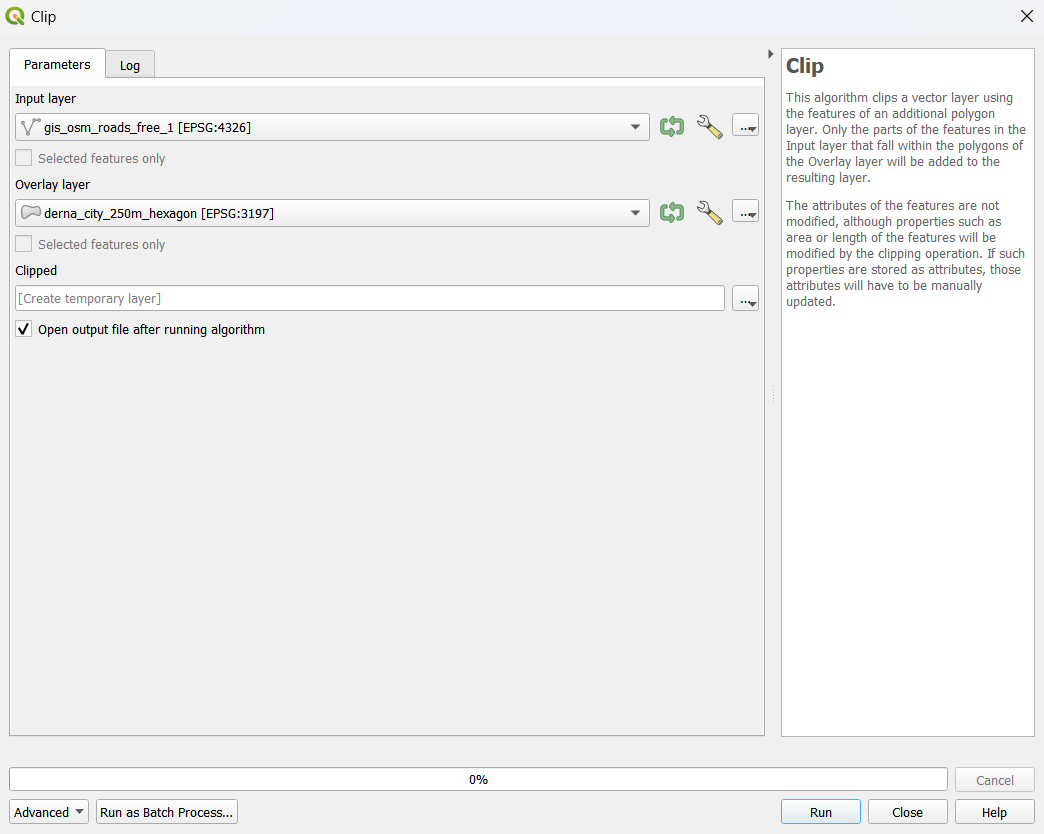 Clip
Parameters
Log
Input layer
gis_osm_roads_free_1 [EPSG:4326]
...
Selected features only
Overlay layer
derna_city_250m_hexagon [EPSG:3197]
...
Selected features only
Clipped
[Create temporary layer]
...
Open output file after running algorithm
Clip
This algorithm clips a vector layer using
the features of an additional polygon
layer. Only the parts of the features in the
Input layer that fall within the polygons of
the Overlay layer will be added to the
resulting layer.
The attributes of the features are not
modified, although properties such as
area or length of the features will be
modified by the clipping operation. If such
properties are stored as attributes, those
attributes will have to be manually
updated.
0%
Cancel
Advanced
Run as Batch Process...
Run
Close
Help